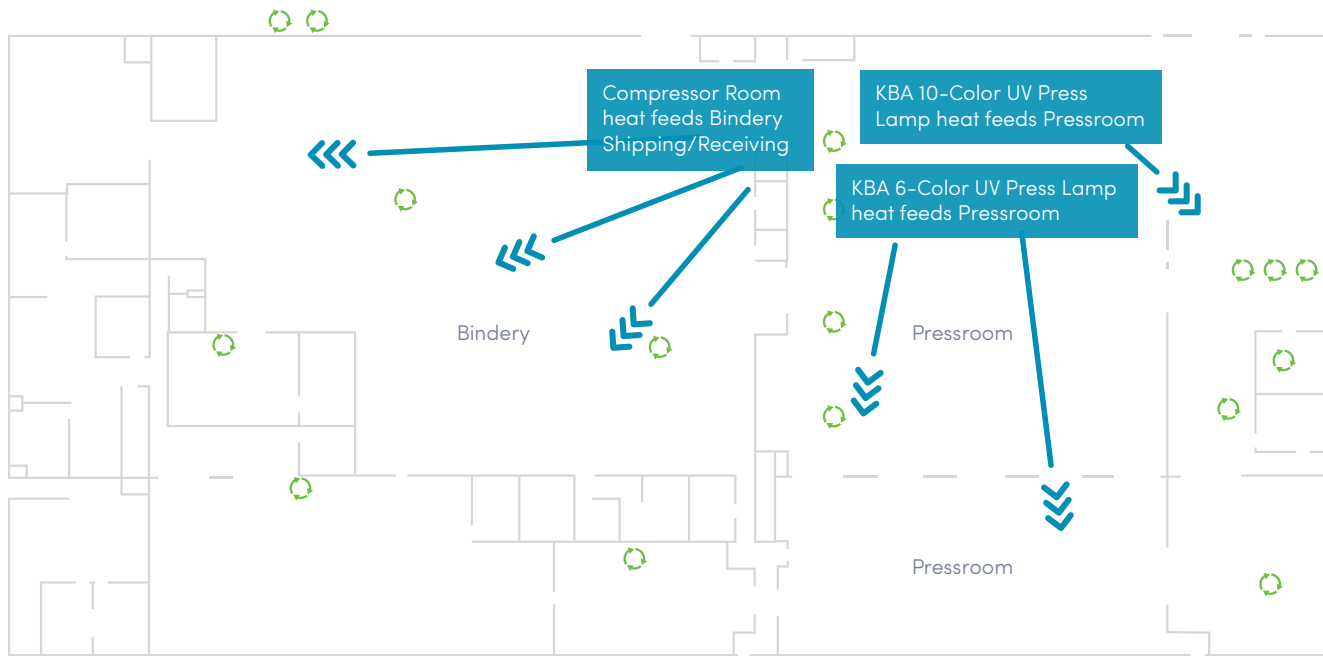 Compressor Room
heat feeds Bindery
Shipping/Receiving
KBA 10-Color UV Press
Lamp heat feeds Pressroom
KBA 6-Color UV Press Lamp
heat feeds Pressroom
Bindery
Pressroom
Pressroom